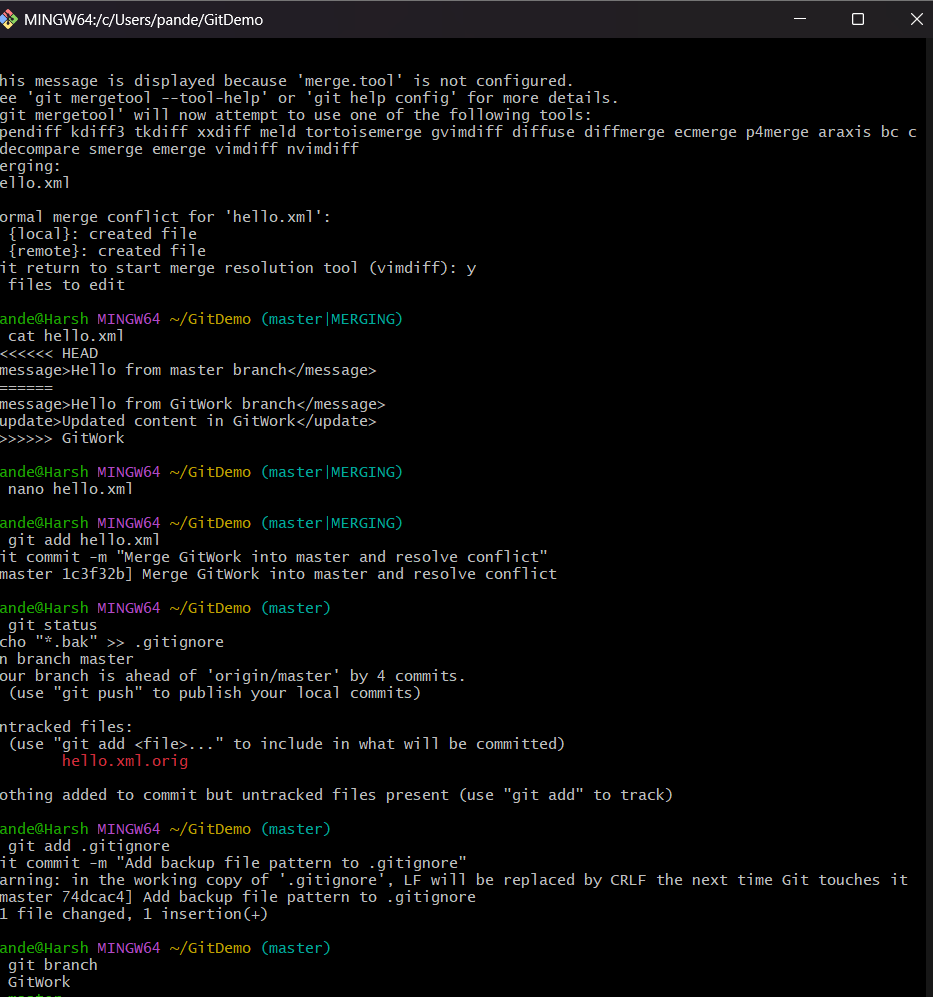 MINGW64:/c/Users/pande/GitDemo
his message is displayed because 'merge.tool' is not configured.
ee 'git mergetool --tool-help' or 'git help config' for more details.
git mergetool' will now attempt to use one of the following tools:
pendiff kdiff3 tkdiff xxdiff meld tortoisemerge gvimdiff diffuse diffmerge ecmerge p4merge araxis bc c
decompare smerge emerge vimdiff nvimdiff
erging:
ello.xml
ormal merge conflict for 'hello.xml':
{local}: created file
{remote}: created file
it return to start merge resolution tool (vimdiff): y
files to edit
ande@Harsh MINGW64 ~/GitDemo (master|MERGING)
cat hello.xml
<<<<<< HEAD
message>Hello from master branch</message>
======
message>Hello from GitWork branch</message>
update>Updated content in GitWork</update>
>>>>>> GitWork
ande@Harsh MINGW64 ~/GitDemo (master|MERGING)
nano hello.xml
ande@Harsh MINGW64 ~/GitDemo (master|MERGING)
git add hello.xml
it commit -m "Merge GitWork into master and resolve conflict"
master 1c3f32b] Merge GitWork into master and resolve conflict
ande@Harsh MINGW64 ~/GitDemo (master)
git status
cho "*.bak" >> .gitignore
n branch master
our branch is ahead of 'origin/master' by 4 commits.
(use "git push" to publish your local commits)
ntracked files:
(use "git add <file>..." to include in what will be committed)
hello.xml.orig
othing added to commit but untracked files present (use "git add" to track)
ande@Harsh MINGW64 ~/GitDemo (master)
git add .gitignore
it commit -m "Add backup file pattern to .gitignore"
arning: in the working copy of '.gitignore', LF will be replaced by CRLF the next time Git touches it
master 74dcac4] Add backup file pattern to .gitignore
1 file changed, 1 insertion(+)
ande@Harsh MINGW64 ~/GitDemo (master)
git branch
GitWork